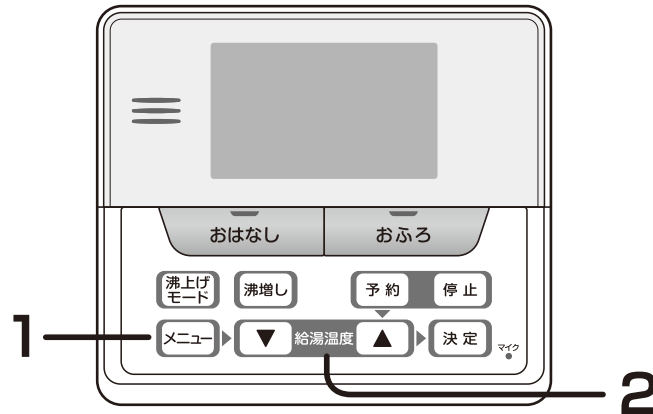 おはなし おふろ
沸上げ
モード
沸増し 予約 停止
1 メニュー ▼ 給湯温度 ▲ 決定 マイク
2